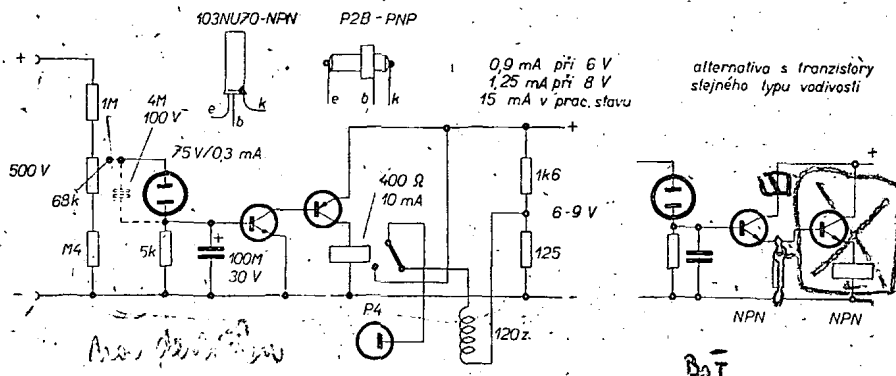 103NU70-NPN
P2B-PNP
e
b
k
e
b
k
0,9 mA při 6 V
1,25 mA při 8 V
15 mA v prac. stavu
alternativa s tranzistory
stejného typu vodivosti
+
1M
4M
100 V
75V/0,3 mA
500 V
68k
M4
5k
+
100M
30 V
400 Ω
10 mA
P4
120z.
+
1k6
6-9 V
125
-
-
+
-
NPN
NPN